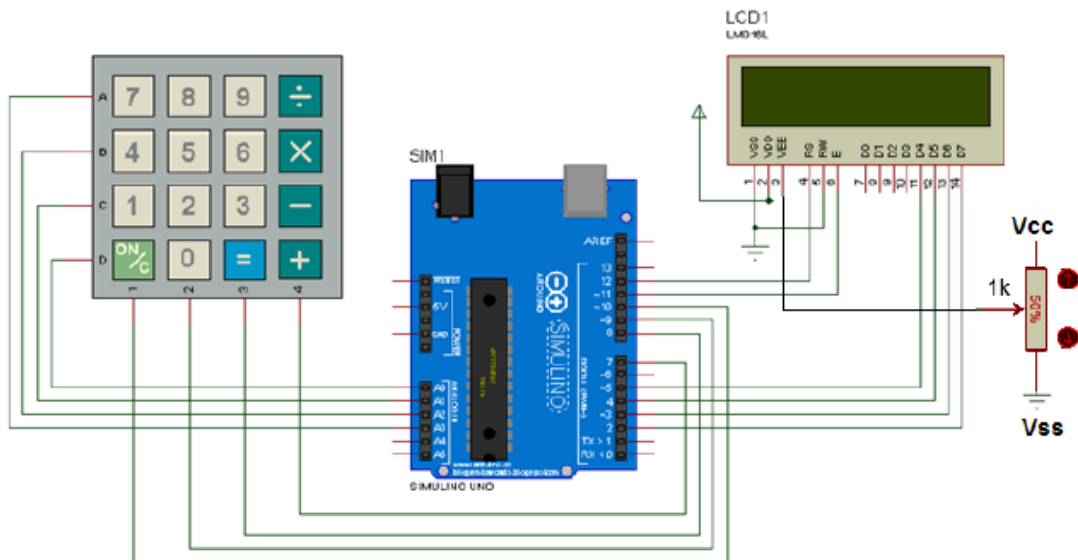 LCD1
LM016L
VSS
VDD
VEE
RS
RW
E
D0
D1
D2
D3
D4
D5
D6
D7
1
2
3
4
5
6
7
8
9
10
11
12
13
14
A
7 8 9 ÷
B
4 5 6 ×
C
1 2 3 −
D
ON/C 0 = +
1 2 3 4
SIM1
AREF
13
12
~11
~10
~9
8
RESET
5V
GND
POWER
ARDUINO
SIMULINO
7
~6
~5
4
~3
2
TX > 1
RX < 0
A0
A1
A2
A3
A4
A5
ANALOG IN
SIMULINO UNO
Vcc
1k
50%
Vss